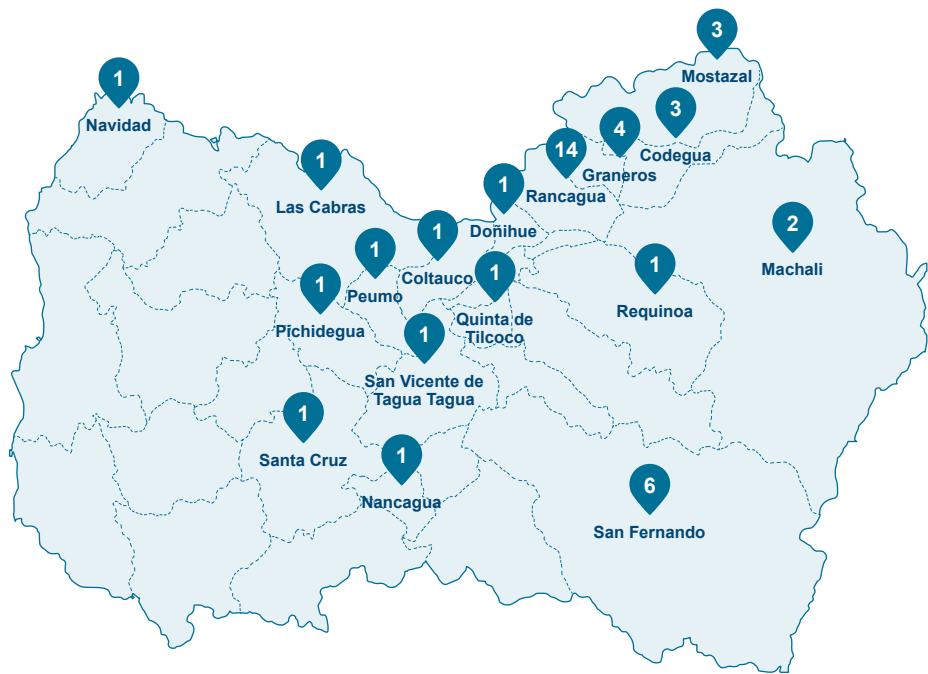 3
Mostazal
1
Navidad
3
Codegua
4
Graneros
14
Rancagua
1
Las Cabras
1
Doñihue
2
Machali
1
Coltauco
1
Peumo
1
Requinoa
1
Quinta de
Tilcoco
1
Pichidegua
1
San Vicente de
Tagua Tagua
1
Santa Cruz
1
Nancagua
6
San Fernando